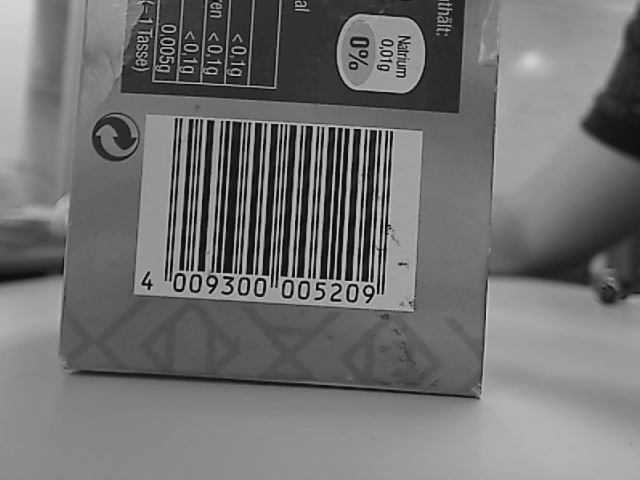 nthält:
Natrium
0,01g
0%
al
ren
(=1 Tasse)
0,005g
< 0,1g
< 0,1g
< 0,1g
4 009300 005209